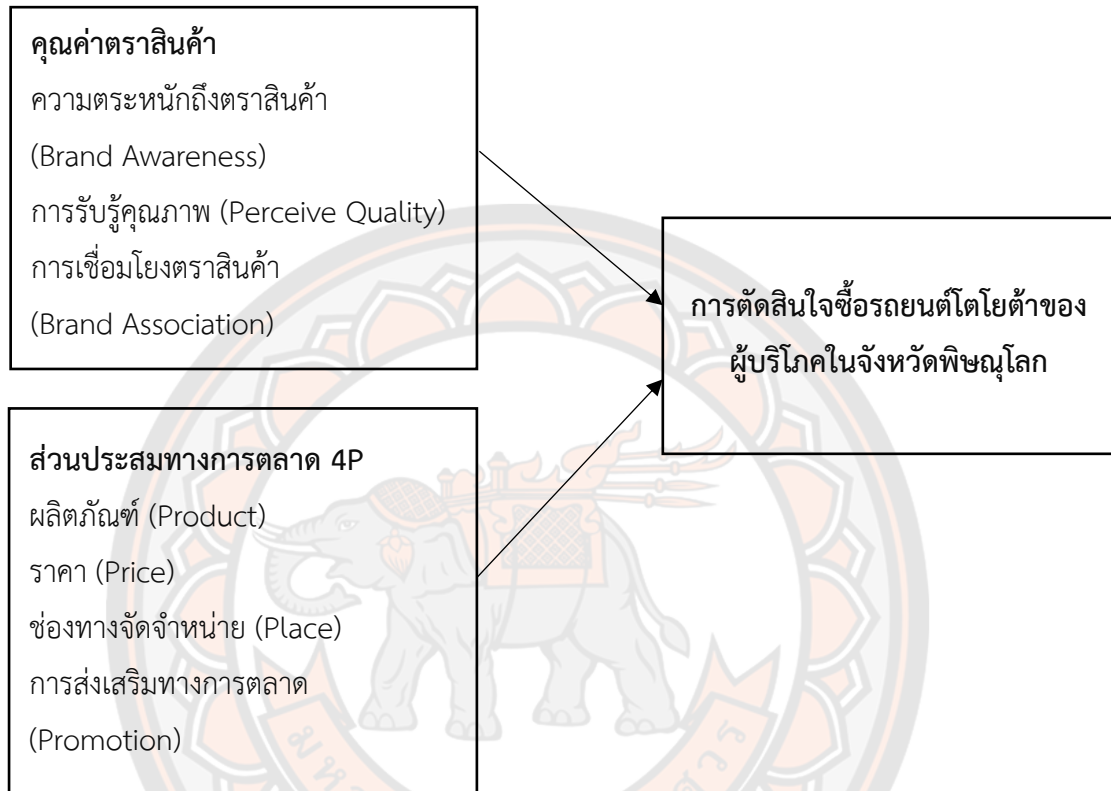 คุณค่าตราสินค้า
ความตระหนักถึงตราสินค้า
(Brand Awareness)
การรับรู้คุณภาพ (Perceive Quality)
การเชื่อมโยงตราสินค้า
(Brand Association)
การตัดสินใจซื้อรถยนต์โตโยต้าของ
ผู้บริโภคในจังหวัดพิษณุโลก
ส่วนประสมทางการตลาด 4P
ผลิตภัณฑ์ (Product)
ราคา (Price)
ช่องทางจัดจำหน่าย (Place)
การส่งเสริมทางการตลาด
(Promotion)